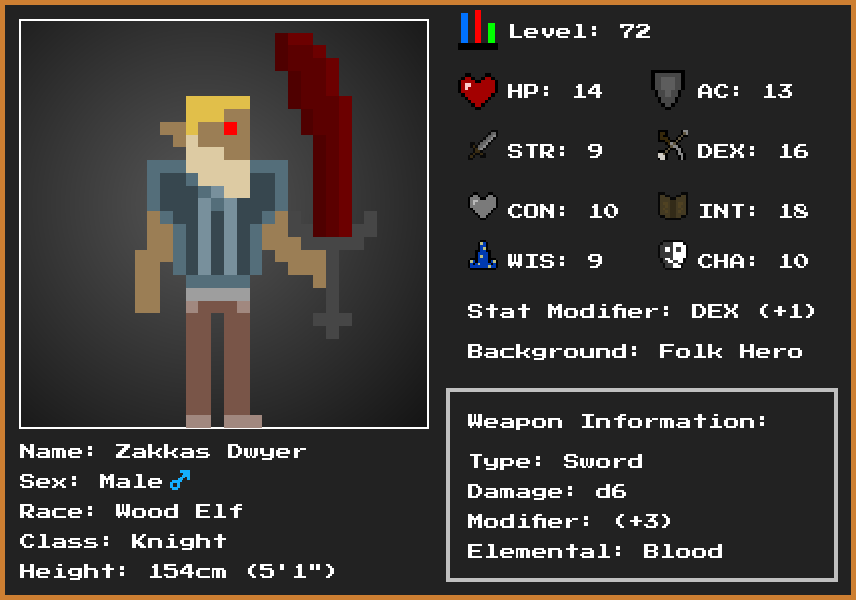 Level: 72
HP: 14 AC: 13
STR: 9 DEX: 16
CON: 10 INT: 18
WIS: 9 CHA: 10
Stat Modifier: DEX (+1)
Background: Folk Hero
Weapon Information:
Type: Sword
Damage: d6
Modifier: (+3)
Elemental: Blood
Name: Zakkas Dwyer
Sex: Male♂
Race: Wood Elf
Class: Knight
Height: 154cm (5'1")